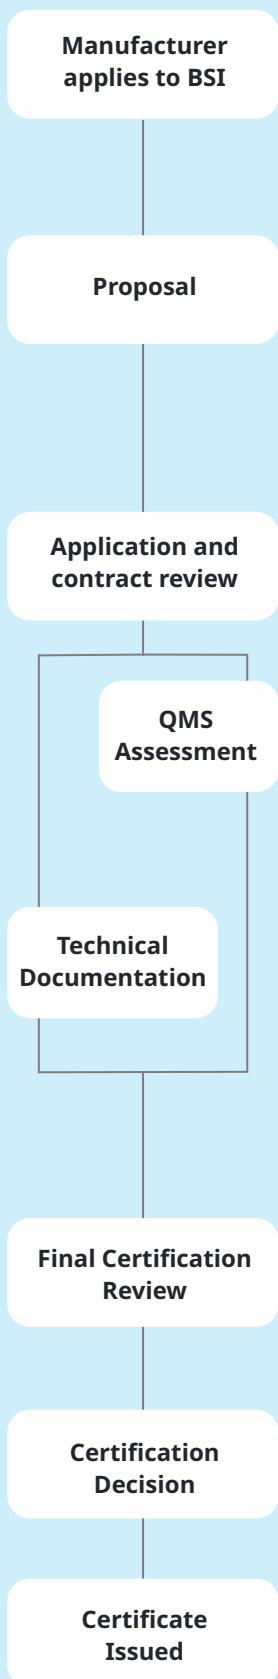 Manufacturer
applies to BSI
Proposal
Application and
contract review
QMS
Assessment
Technical
Documentation
Final Certification
Review
Certification
Decision
Certificate
Issued